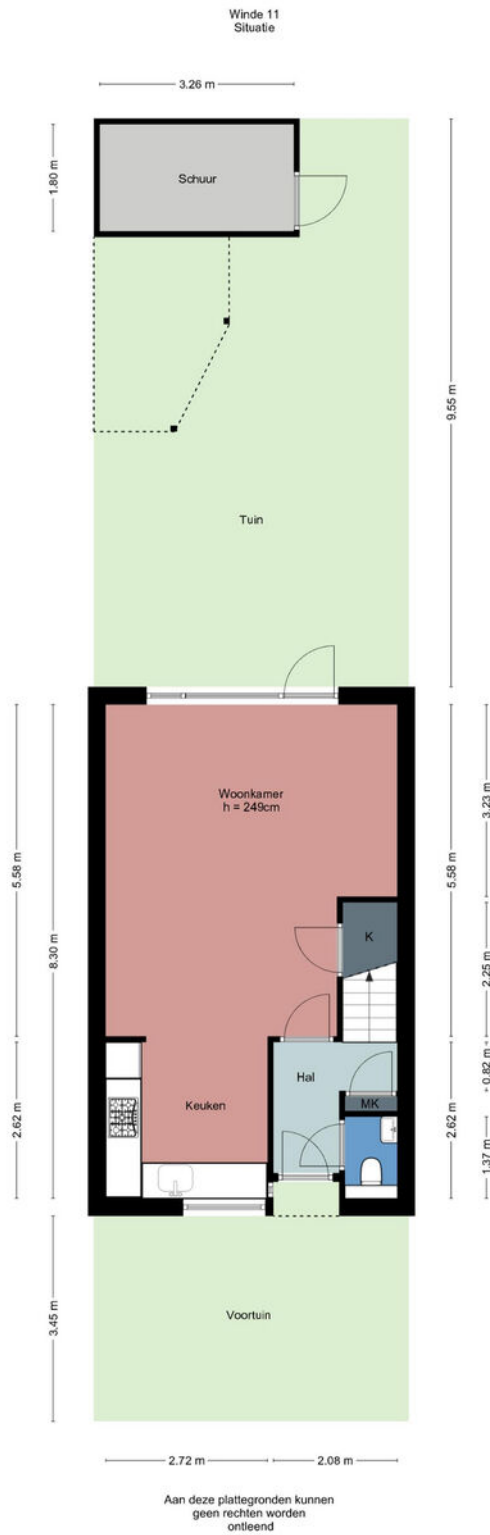 Winde 11
Situatie
3.26 m
1.80 m
Schuur
9.55 m
Tuin
Woonkamer
h = 249cm
5.58 m
8.30 m
5.58 m
3.23 m
K
2.25 m
Hal
0.82 m
MK
Keuken
2.62 m
2.62 m
1.37 m
3.45 m
Voortuin
2.72 m
2.08 m
Aan deze plattegronden kunnen
geen rechten worden
ontleend